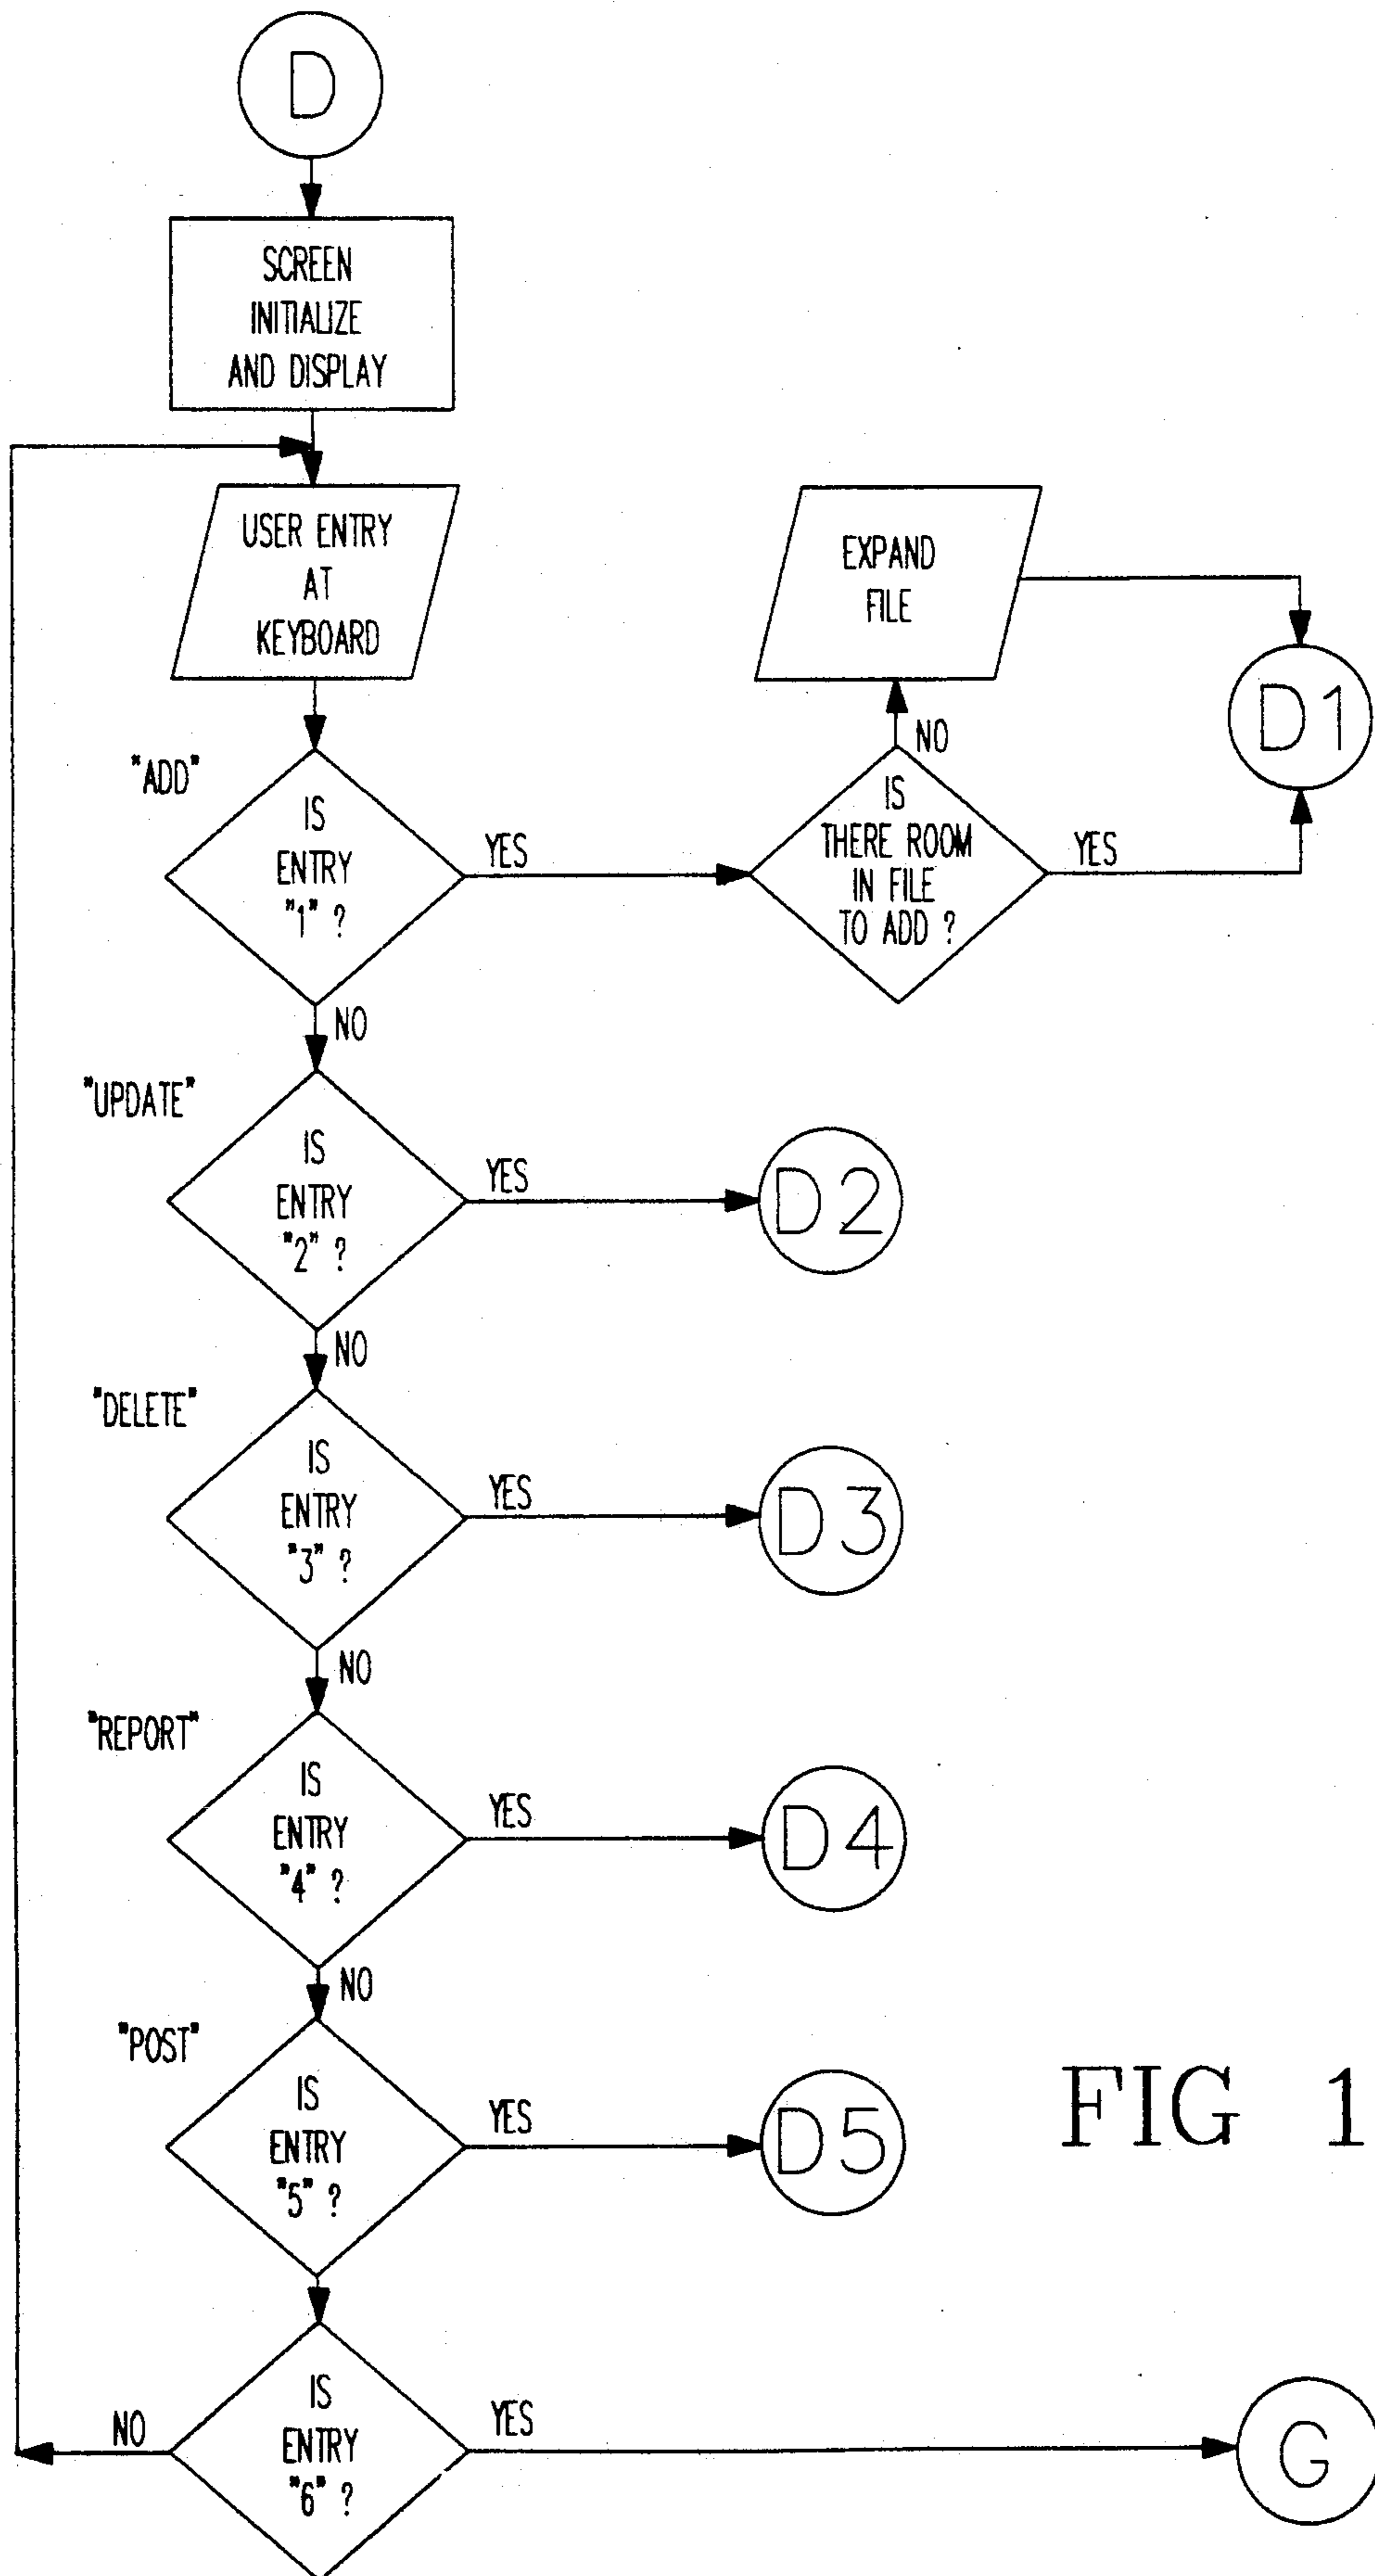 D
SCREEN
INITIALIZE
AND DISPLAY
USER ENTRY
AT
KEYBOARD
EXPAND
FILE
D1
"ADD"
IS
ENTRY
"1" ?
YES
NO
IS
THERE ROOM
IN FILE
TO ADD ?
YES
NO
"UPDATE"
IS
ENTRY
"2" ?
YES
D2
NO
"DELETE"
IS
ENTRY
"3" ?
YES
D3
NO
"REPORT"
IS
ENTRY
"4" ?
YES
D4
NO
"POST"
IS
ENTRY
"5" ?
YES
D5
FIG 1
NO
IS
ENTRY
"6" ?
YES
G